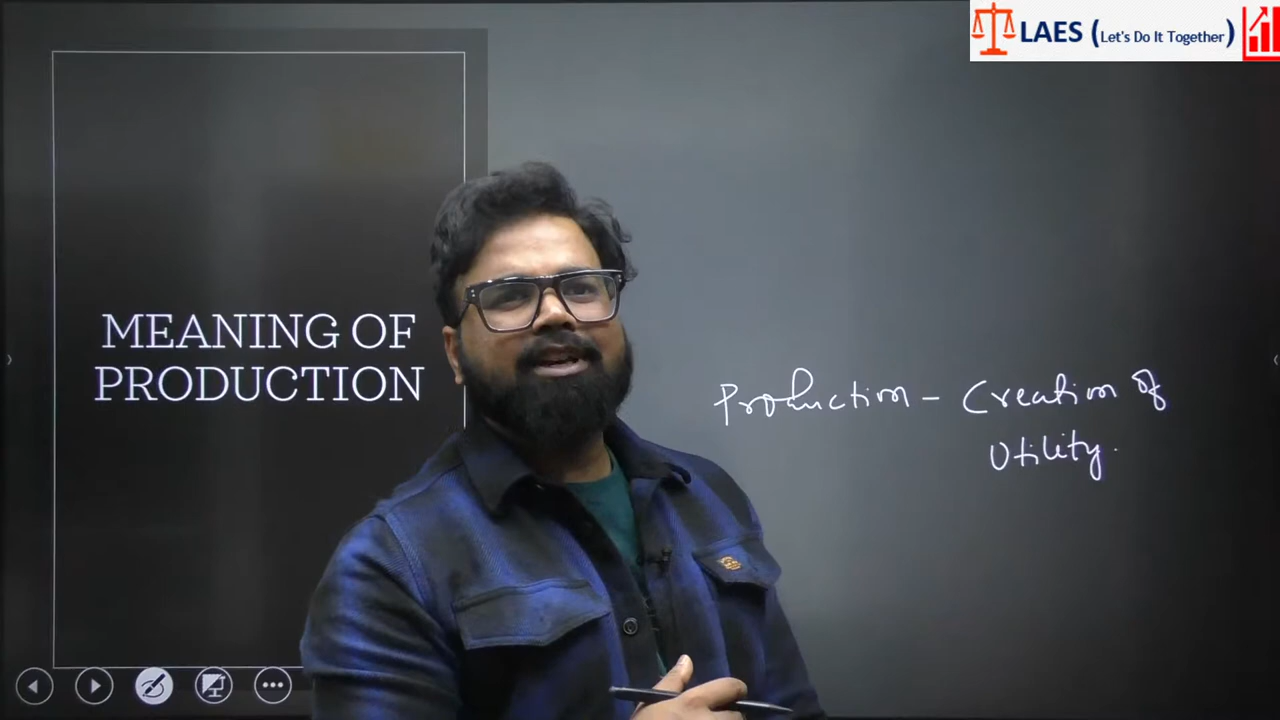 LAES (Let's Do It Together)
MEANING OF
PRODUCTION
Production - Creation of
Utility.